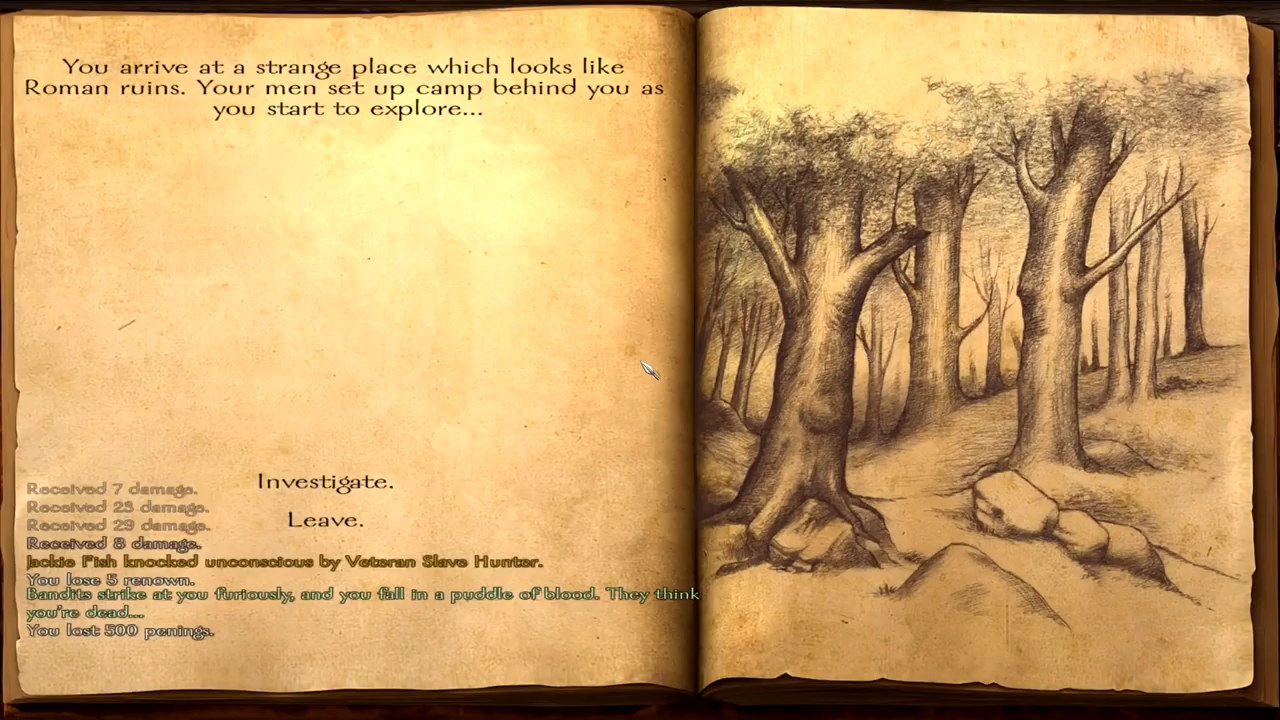 You arrive at a strange place which looks like
Roman ruins. Your men set up camp behind you as
you start to explore...
Investigate.
Leave.
Received 7 damage.
Received 23 damage.
Received 29 damage.
Received 8 damage.
Jackie Fish knocked unconscious by Veteran Slave Hunter.
You lose 5 renown.
Bandits strike at you furiously, and you fall in a puddle of blood. They think
you're dead...
You lost 500 penings.